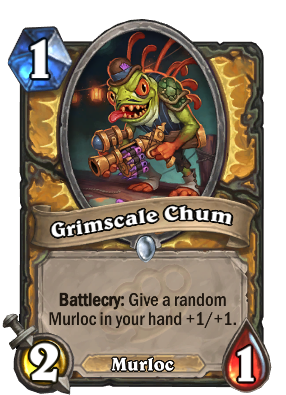 1
Grimscale Chum
Battlecry: Give a random
Murloc in your hand +1/+1.
2
Murloc
1